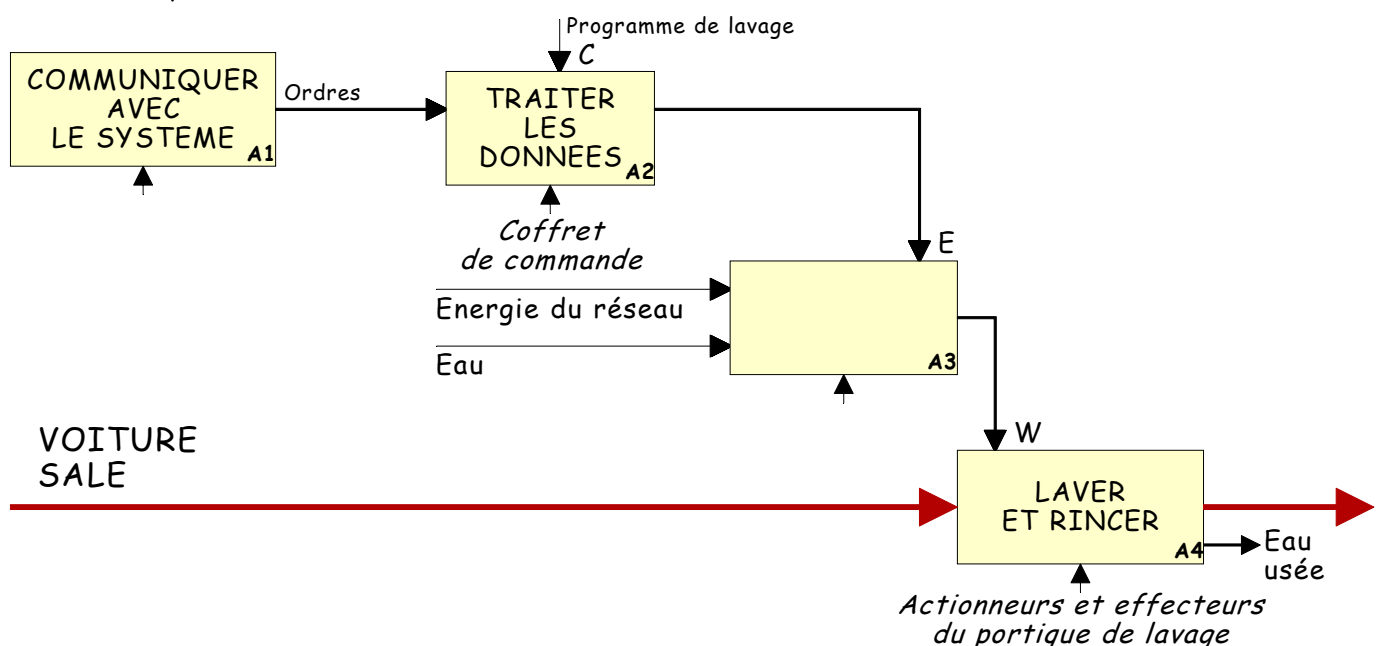 Programme de lavage
C
COMMUNIQUER
AVEC
LE SYSTEME
A1
Ordres
TRAITER
LES
DONNEES
A2
Coffret
de commande
E
Energie du réseau
Eau
A3
VOITURE
SALE
W
LAVER
ET RINCER
A4
Eau
usée
Actionneurs et effecteurs
du portique de lavage